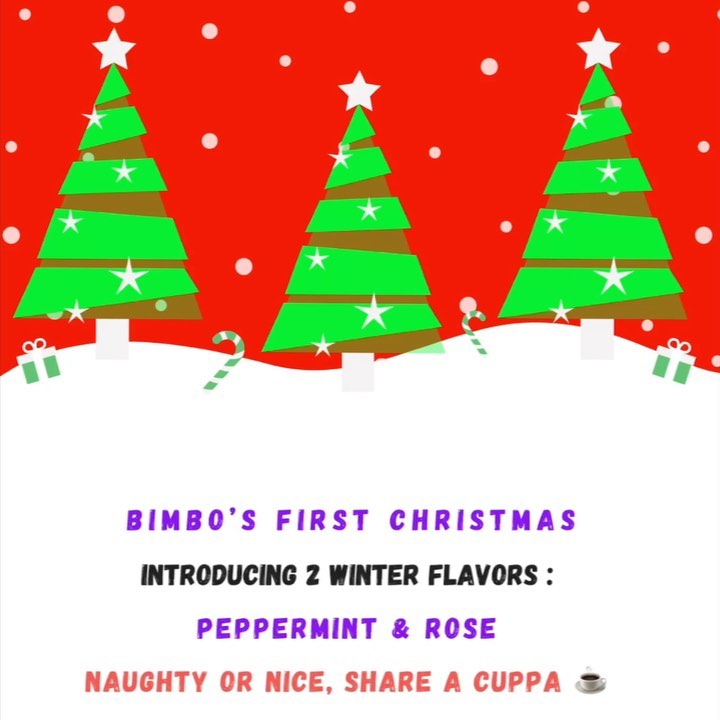 BIMBO'S FIRST CHRISTMAS
INTRODUCING 2 WINTER FLAVORS :
PEPPERMINT & ROSE
NAUGHTY OR NICE, SHARE A CUPPA ☕